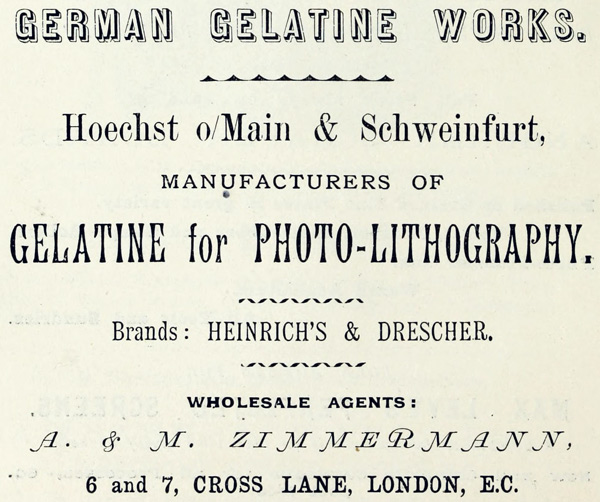 GERMAN GELATINE WORKS.
Hoechst o/Main & Schweinfurt,
MANUFACTURERS OF
GELATINE for PHOTO-LITHOGRAPHY.
Brands: HEINRICH'S & DRESCHER.
WHOLESALE AGENTS:
A. & M. ZIMMERMANN,
6 and 7, CROSS LANE, LONDON, E.C.